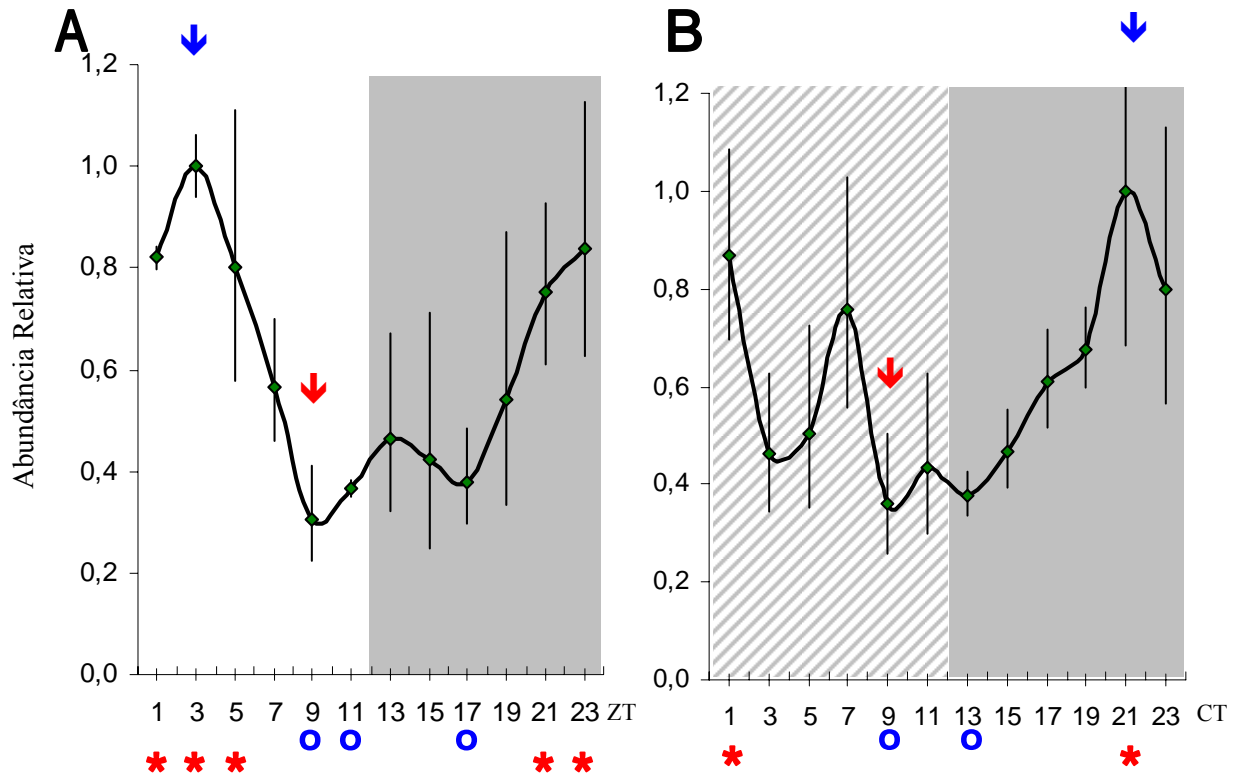 A
B
1,2
1,0
0,8
0,6
0,4
0,2
0,0
Abundância Relativa
1 3 5 7 9 11 13 15 17 19 21 23 ZT
o o o
* * * * *
1,2
1,0
0,8
0,6
0,4
0,2
0,0
1 3 5 7 9 11 13 15 17 19 21 23 CT
o o
* *